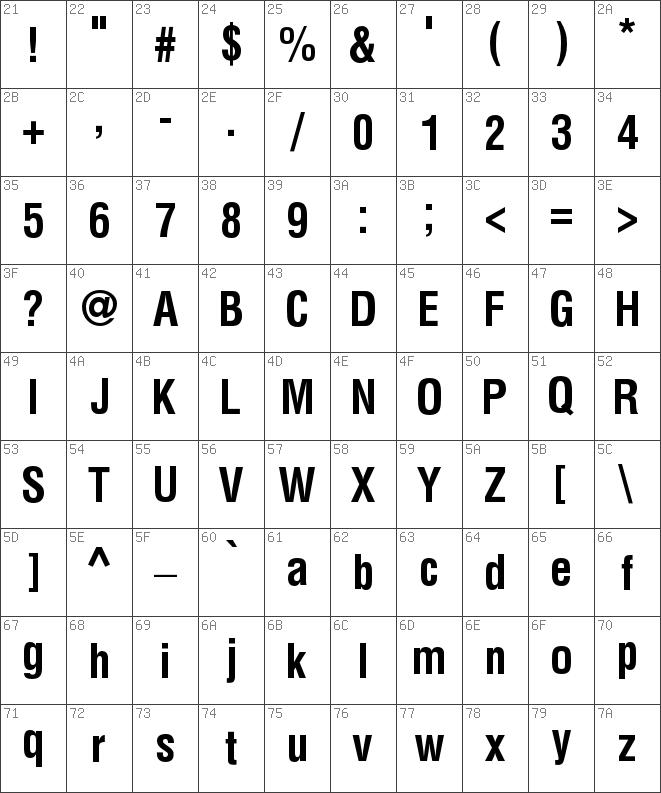 21 22 23 24 25 26 27 28 29 2A
! " # $ % & ' ( ) *
2B 2C 2D 2E 2F 30 31 32 33 34
+ , - . / 0 1 2 3 4
35 36 37 38 39 3A 3B 3C 3D 3E
5 6 7 8 9 : ; < = >
3F 40 41 42 43 44 45 46 47 48
? @ A B C D E F G H
49 4A 4B 4C 4D 4E 4F 50 51 52
I J K L M N O P Q R
53 54 55 56 57 58 59 5A 5B 5C
S T U V W X Y Z [ \
5D 5E 5F 60 61 62 63 64 65 66
] ^ _ ` a b c d e f
67 68 69 6A 6B 6C 6D 6E 6F 70
g h i j k l m n o p
71 72 73 74 75 76 77 78 79 7A
q r s t u v w x y z